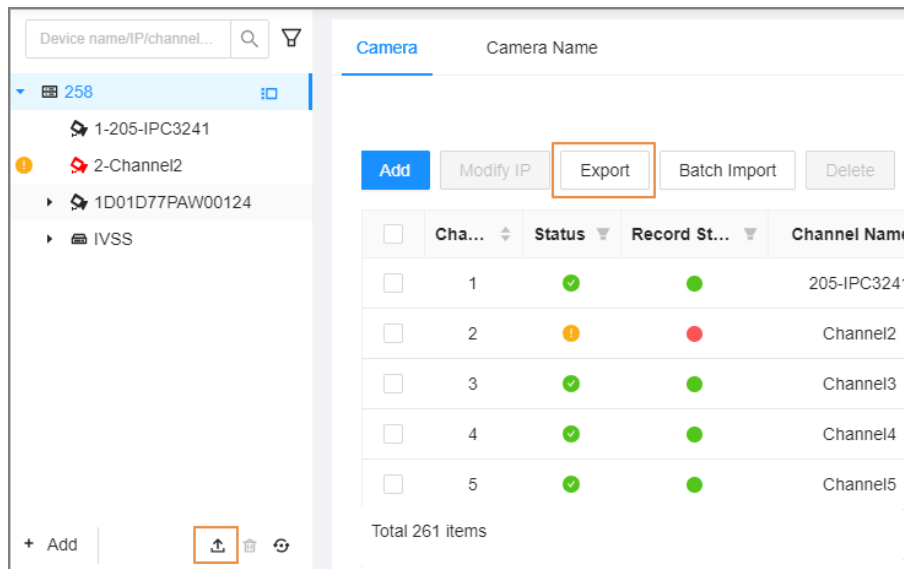 Device name/IP/channel...
258
1-205-IPC3241
2-Channel2
1D01D77PAW00124
IVSS
+ Add
Camera Camera Name
Add Modify IP Export Batch Import Delete
Cha... Status Record St... Channel Name
1 205-IPC3241
2 Channel2
3 Channel3
4 Channel4
5 Channel5
Total 261 items